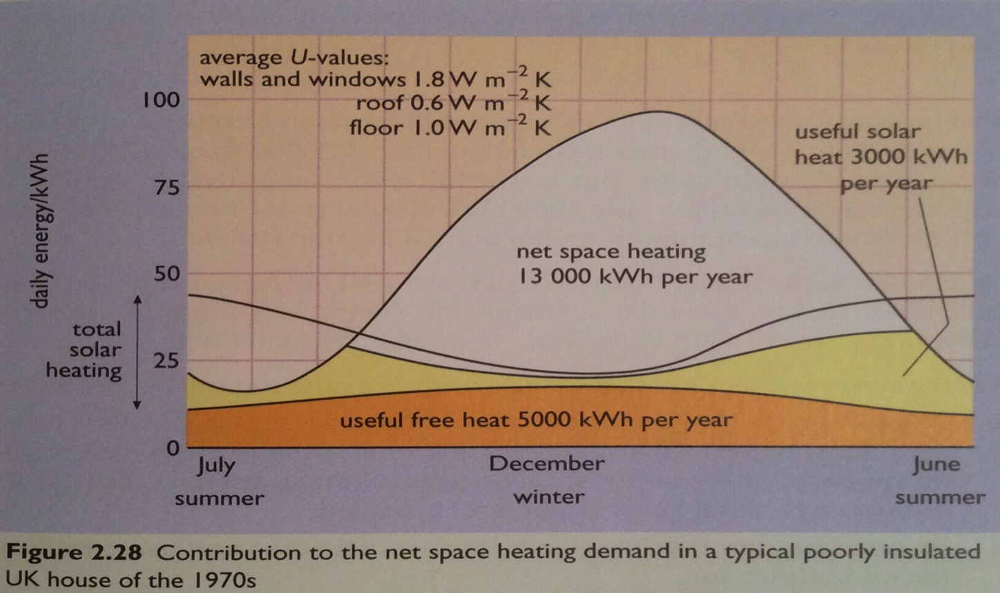 average U-values:
walls and windows 1.8 W m⁻² K
roof 0.6 W m⁻² K
floor 1.0 W m⁻² K
useful solar
heat 3000 kWh
per year
daily energy/kWh
100
75
50
25
0
total
solar
heating
net space heating
13 000 kWh per year
useful free heat 5000 kWh per year
July
summer
December
winter
June
summer
Figure 2.28 Contribution to the net space heating demand in a typical poorly insulated
UK house of the 1970s